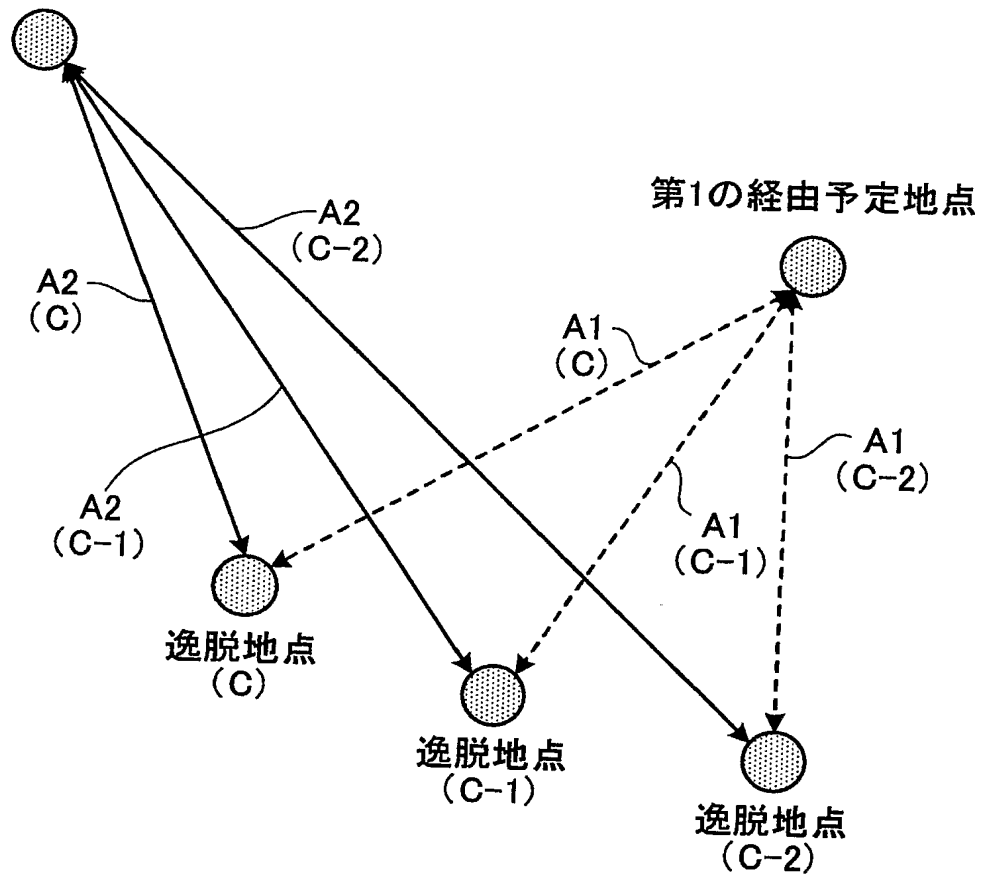 第1の経由予定地点
A2
(C-2)
A2
(C)
A1
(C)
A1
(C-2)
A2
(C-1)
A1
(C-1)
逸脱地点
(C)
逸脱地点
(C-1)
逸脱地点
(C-2)